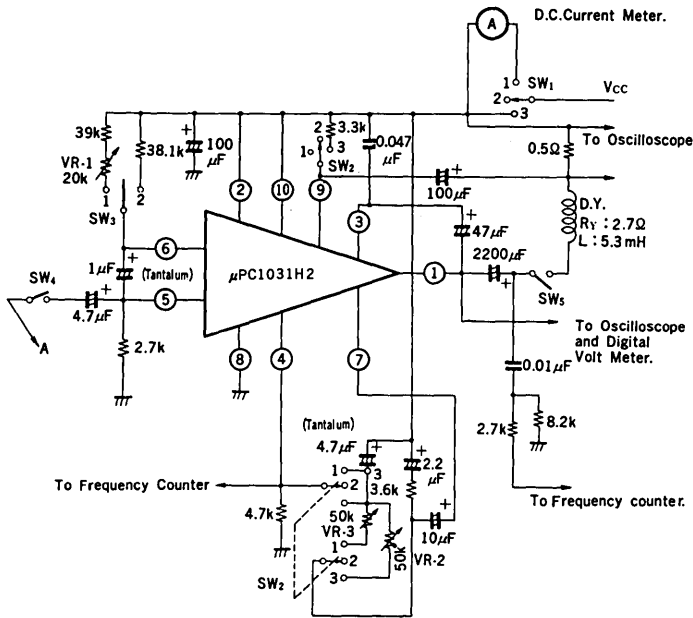 A
D.C.Current Meter.
1
SW1
2
VCC
3
To Oscilloscope
39k
VR-1
20k
1
38.1k
2
SW3
+
100
μF
2
3.3k
1
3
SW2
0.047
μF
0.5Ω
+
100μF
D.Y.
RY : 2.7Ω
L : 5.3mH
2
10
9
3
+
47μF
2200μF
+
SW5
6
+
1μF
(Tantalum)
μPC1031H2
1
SW4
+
4.7μF
5
A
2.7k
8
4
7
To Oscilloscope
and Digital
Volt Meter.
0.01μF
2.7k
8.2k
(Tantalum)
4.7μF
+
+
2.2
μF
1
3
2
3.6k
To Frequency Counter
To Frequency counter.
4.7k
50k
VR-3
+
10μF
1
2
3
50k
VR-2
SW2